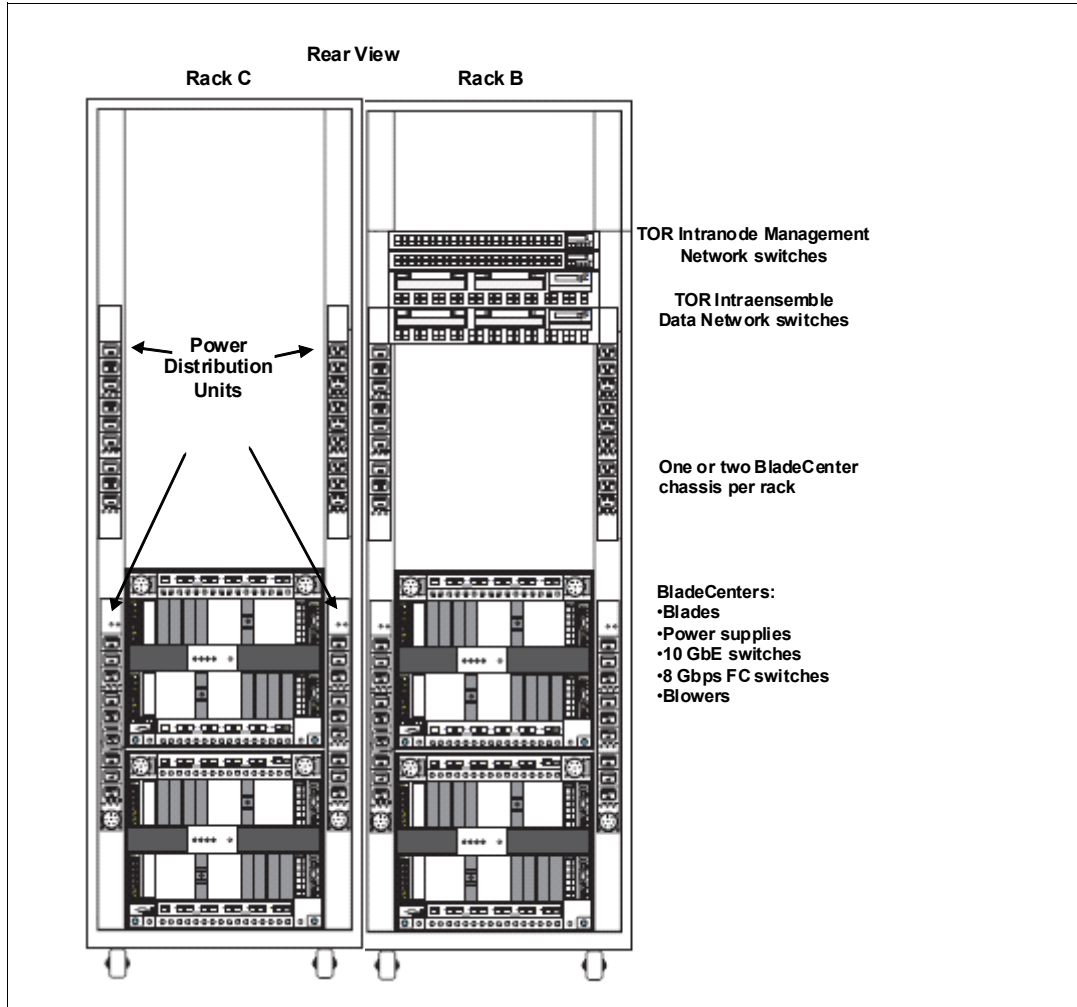 Rear View
Rack C
Rack B
TOR Intranode Management
Network switches
TOR Intraensemble
Data Network switches
Power
Distribution
Units
One or two BladeCenter
chassis per rack
BladeCenters:
•Blades
•Power supplies
•10 GbE switches
•8 Gbps FC switches
•Blowers